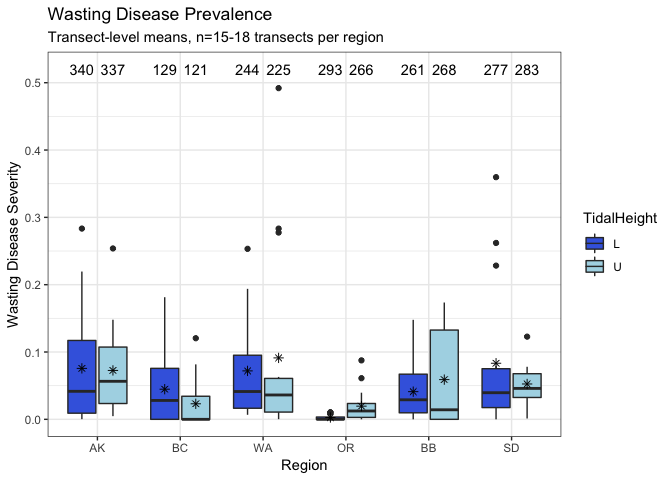 Wasting Disease Prevalence
Transect-level means, n=15-18 transects per region
340 337 129 121 244 225 293 266 261 268 277 283
0.5
0.4
0.3
0.2
0.1
0.0
Wasting Disease Severity
AK BC WA OR BB SD
Region
TidalHeight
L
U